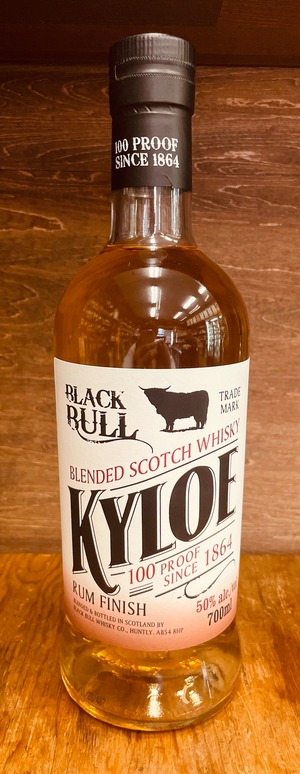 100 PROOF
SINCE 1864
BLACK
BULL
TRADE
MARK
BLENDED SCOTCH WHISKY
KYLOE
100 PROOF
SINCE 1864
RUM FINISH
50% alc.
700ml
BLENDED & BOTTLED IN SCOTLAND BY
BLACK BULL WHISKY CO., HUNTLY. AB54 8HP